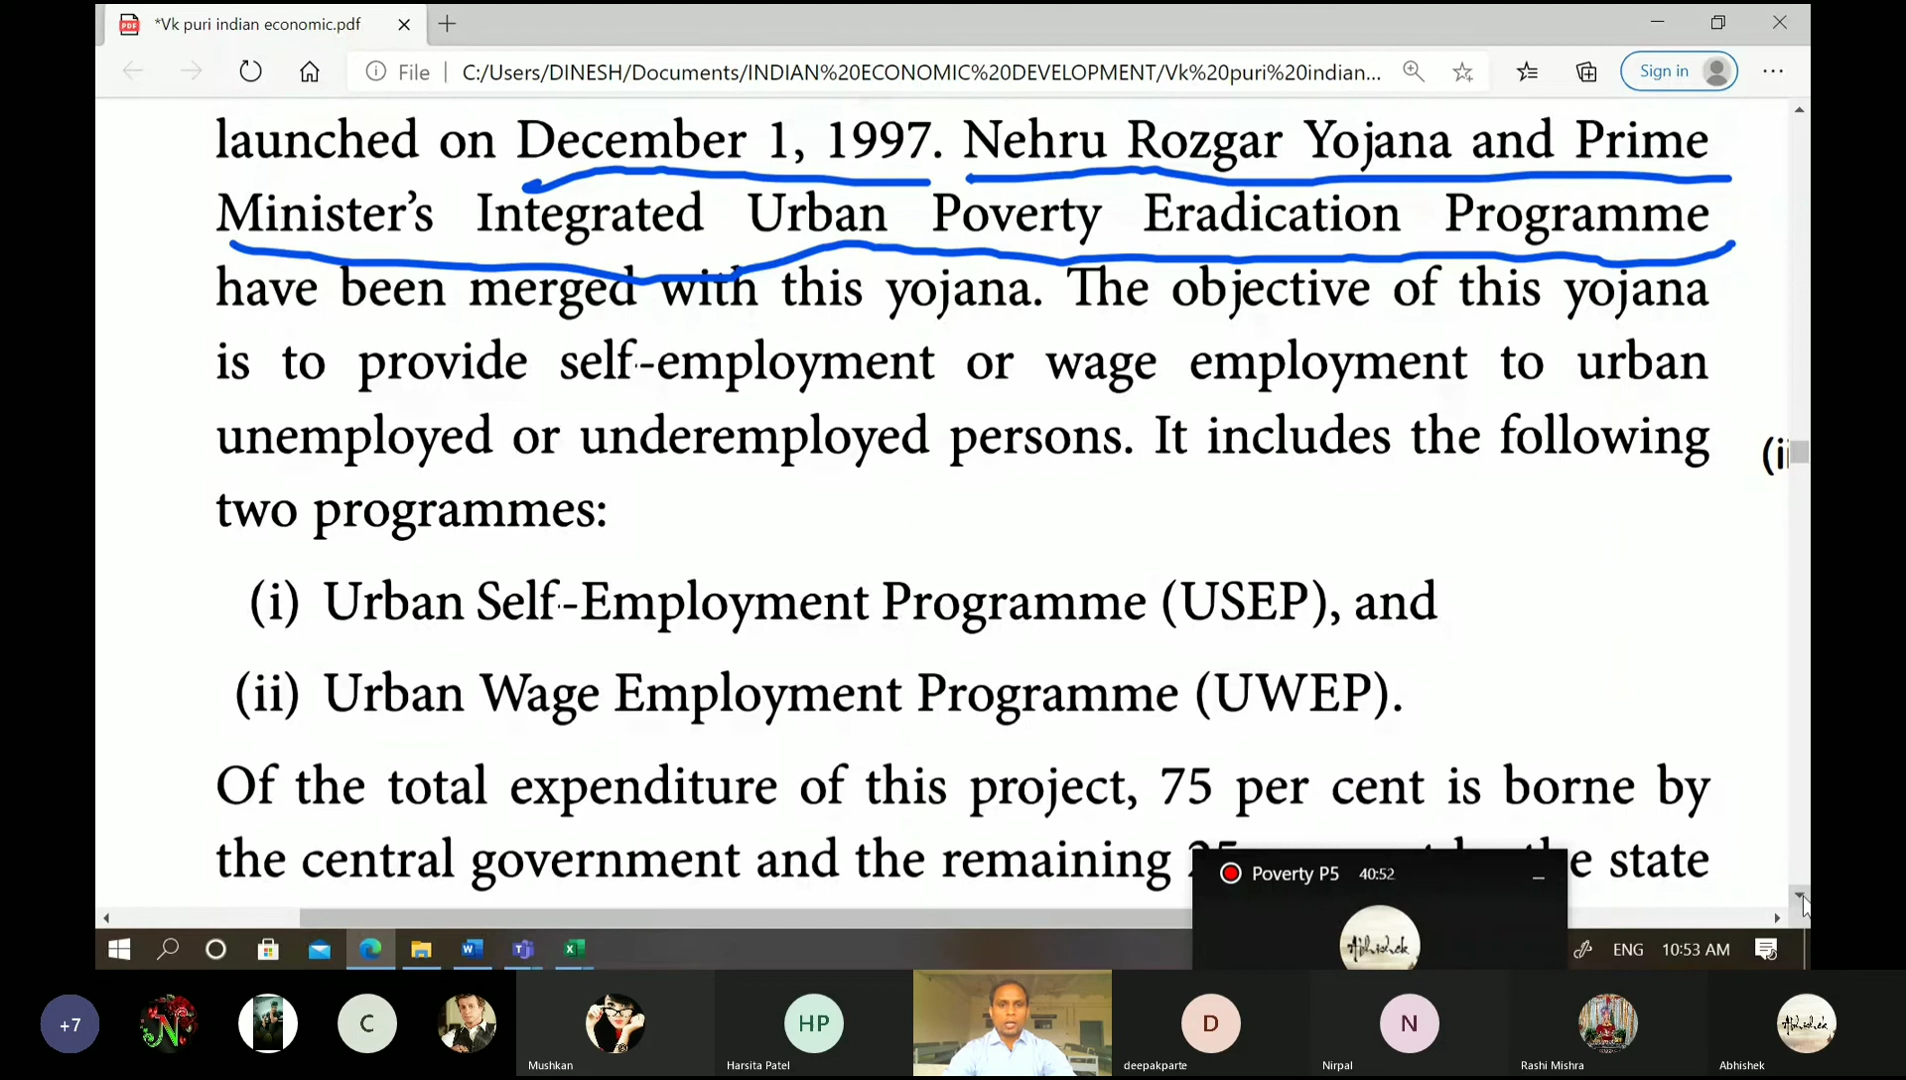 *Vk puri indian economic.pdf
File
C:/Users/DINESH/Documents/INDIAN%20ECONOMIC%20DEVELOPMENT/Vk%20puri%20indian...
Sign in
launched on December 1, 1997. Nehru Rozgar Yojana and Prime
Minister’s Integrated Urban Poverty Eradication Programme
have been merged with this yojana. The objective of this yojana
is to provide self-employment or wage employment to urban
unemployed or underemployed persons. It includes the following
two programmes:
(i) Urban Self-Employment Programme (USEP), and
(ii) Urban Wage Employment Programme (UWEP).
Of the total expenditure of this project, 75 per cent is borne by
the central government and the remaining state
Poverty P5 40:52
Abhishek
ENG 10:53 AM
+7
N
C
HP
D
N
Abhishek
Mushkan
Harsita Patel
deepakparte
Nirpal
Rashi Mishra
Abhishek